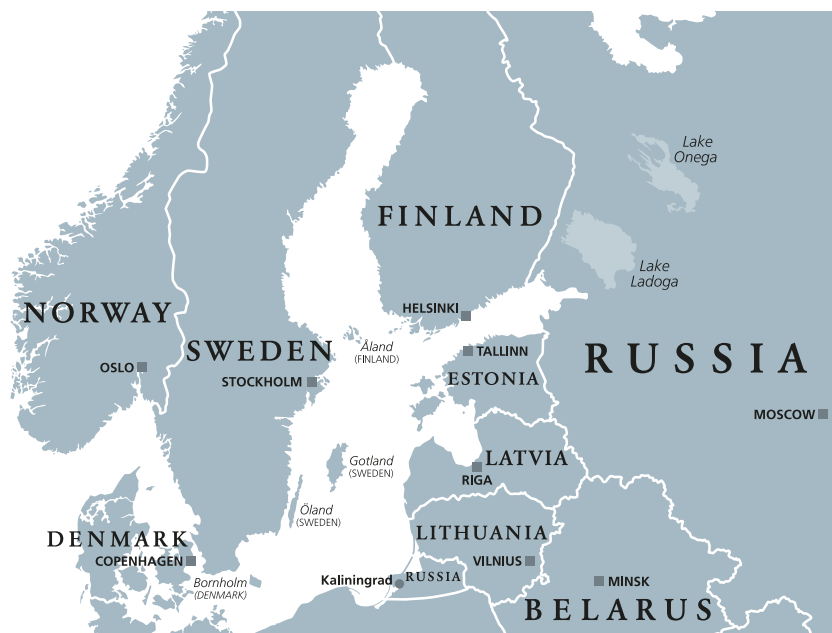 Lake
Onega
FINLAND
Lake
Ladoga
NORWAY
HELSINKI
SWEDEN
Åland
(FINLAND)
TALLINN
RUSSIA
OSLO
STOCKHOLM
ESTONIA
MOSCOW
Gotland
(SWEDEN)
LATVIA
RIGA
Öland
(SWEDEN)
DENMARK
LITHUANIA
COPENHAGEN
VILNIUS
Bornholm
(DENMARK)
Kaliningrad
RUSSIA
MINSK
BELARUS